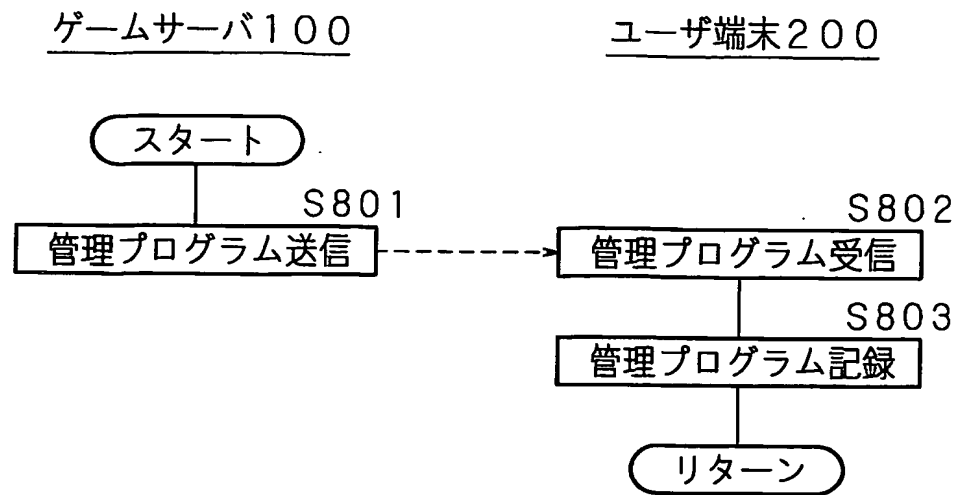 ゲームサーバ100
ユーザ端末200
スタート
S801
管理プログラム送信
S802
管理プログラム受信
S803
管理プログラム記録
リターン